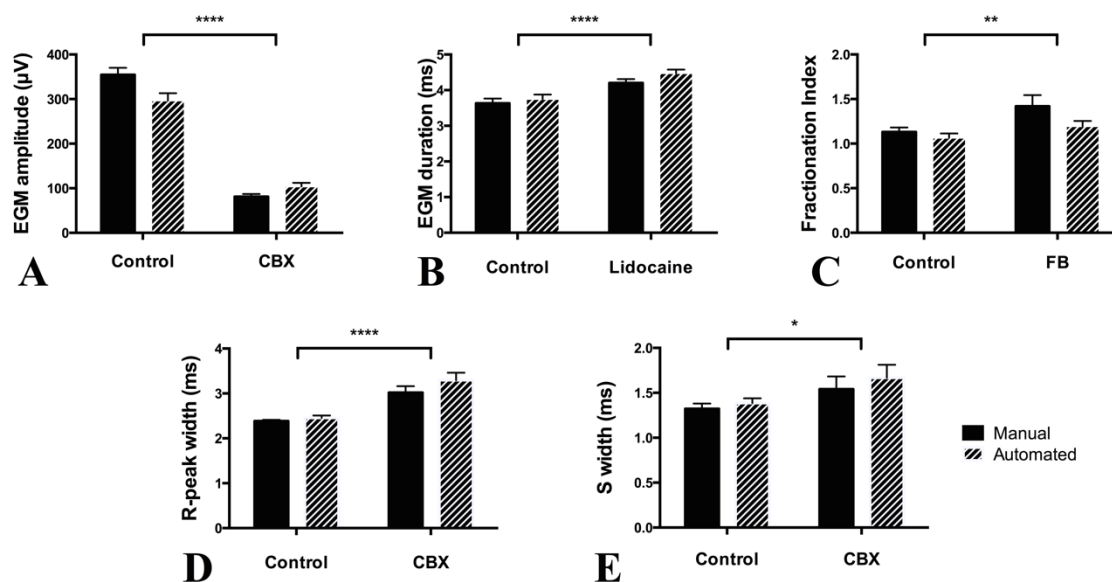 ****
400
300
200
100
0
EGM amplitude (µV)
Control
CBX
A
****
6
4
2
0
EGM duration (ms)
Control
Lidocaine
B
**
2.0
1.5
1.0
0.5
0.0
Fractionation Index
Control
FB
C
****
4
3
2
1
0
R-peak width (ms)
Control
CBX
D
*
2.0
1.5
1.0
0.5
0.0
S width (ms)
Control
CBX
E
Manual
Automated